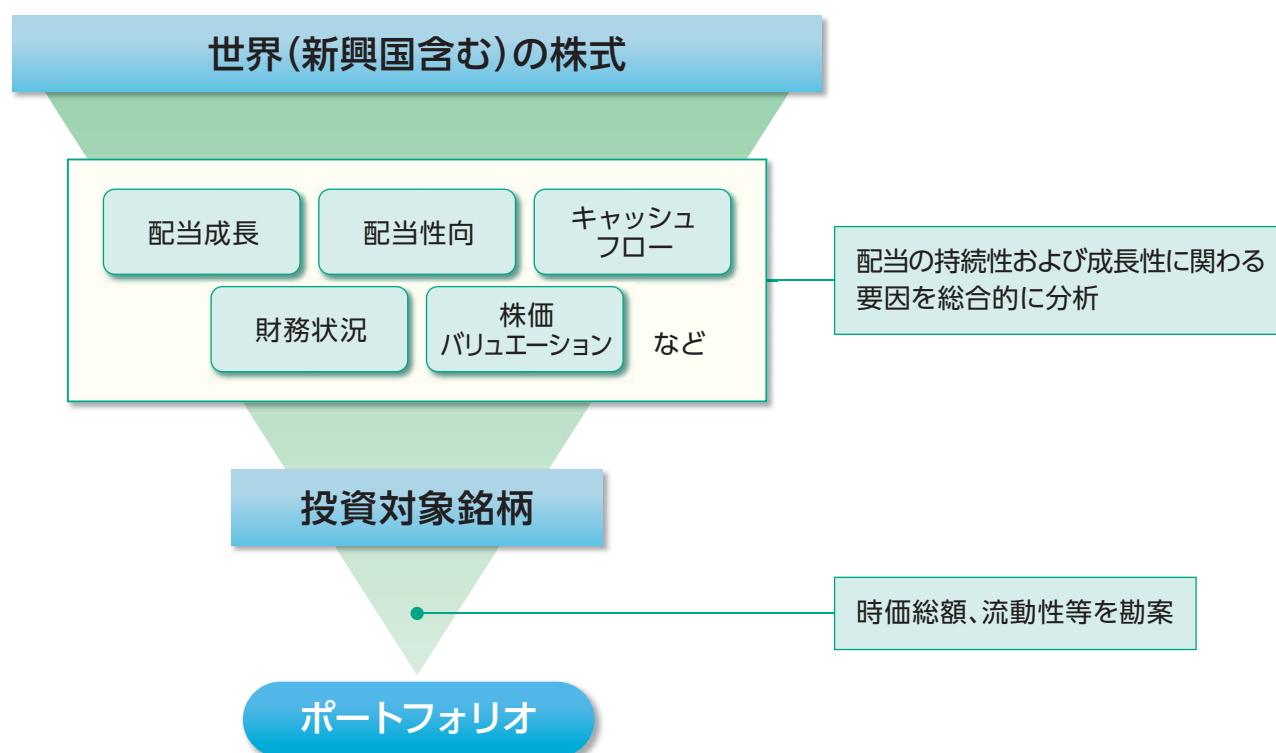 世界(新興国含む)の株式
配当成長
配当性向
キャッシュ
フロー
財務状況
株価
バリュエーション
など
配当の持続性および成長性に関わる
要因を総合的に分析
投資対象銘柄
時価総額、流動性等を勘案
ポートフォリオ